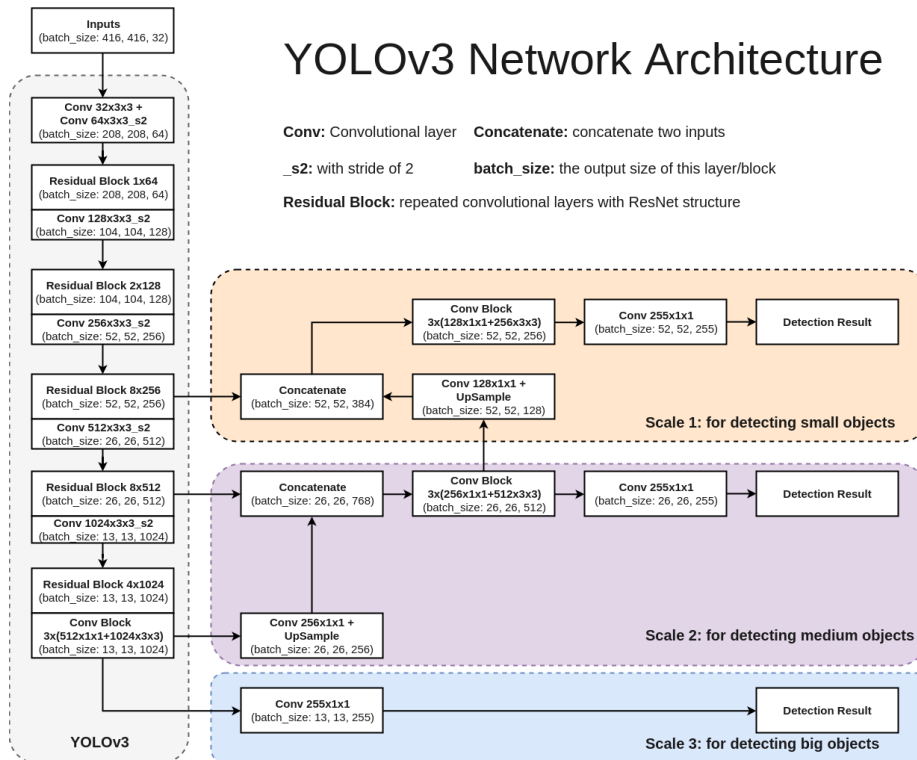 Inputs
(batch_size: 416, 416, 32)
YOLOv3 Network Architecture
Conv: Convolutional layer Concatenate: concatenate two inputs
_s2: with stride of 2 batch_size: the output size of this layer/block
Residual Block: repeated convolutional layers with ResNet structure
Conv 32x3x3 +
Conv 64x3x3_s2
(batch_size: 208, 208, 64)
Residual Block 1x64
(batch_size: 208, 208, 64)
Conv 128x3x3_s2
(batch_size: 104, 104, 128)
Residual Block 2x128
(batch_size: 104, 104, 128)
Conv 256x3x3_s2
(batch_size: 52, 52, 256)
Residual Block 8x256
(batch_size: 52, 52, 256)
Conv 512x3x3_s2
(batch_size: 26, 26, 512)
Residual Block 8x512
(batch_size: 26, 26, 512)
Conv 1024x3x3_s2
(batch_size: 13, 13, 1024)
Residual Block 4x1024
(batch_size: 13, 13, 1024)
Conv Block
3x(512x1x1+1024x3x3)
(batch_size: 13, 13, 1024)
YOLOv3
Conv Block
3x(128x1x1+256x3x3)
(batch_size: 52, 52, 256)
Conv 255x1x1
(batch_size: 52, 52, 255)
Detection Result
Concatenate
(batch_size: 52, 52, 384)
Conv 128x1x1 +
UpSample
(batch_size: 52, 52, 128)
Scale 1: for detecting small objects
Concatenate
(batch_size: 26, 26, 768)
Conv Block
3x(256x1x1+512x3x3)
(batch_size: 26, 26, 512)
Conv 255x1x1
(batch_size: 26, 26, 255)
Detection Result
Conv 256x1x1 +
UpSample
(batch_size: 26, 26, 256)
Scale 2: for detecting medium objects
Conv 255x1x1
(batch_size: 13, 13, 255)
Detection Result
Scale 3: for detecting big objects